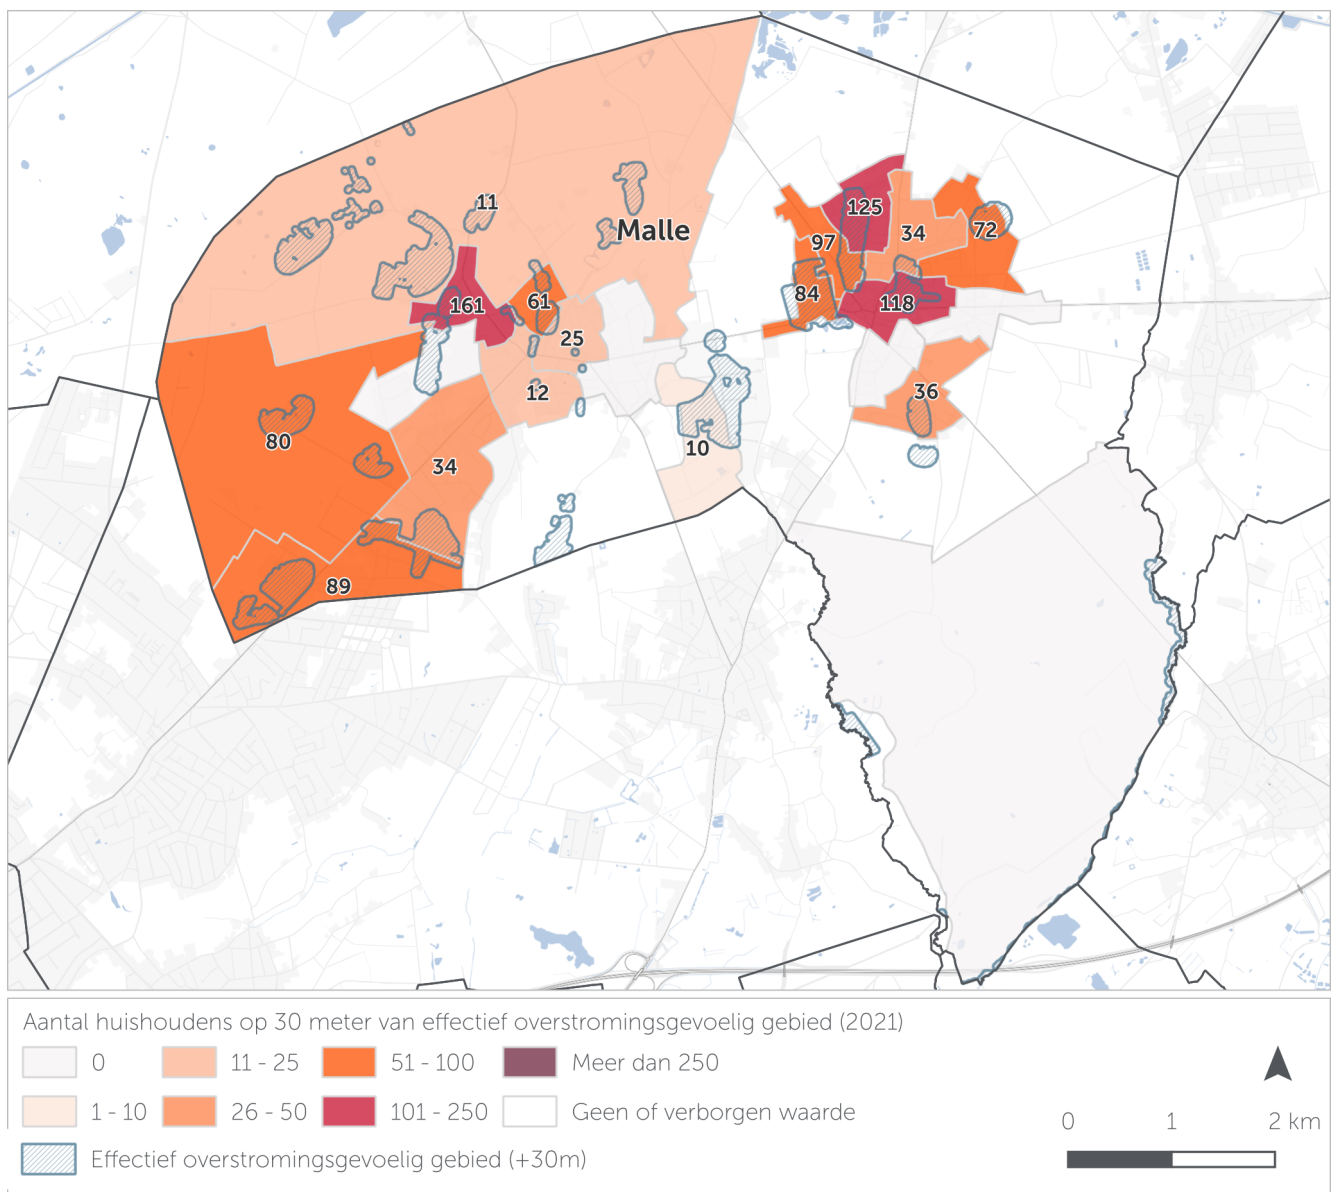 11
125
Malle
34
72
97
84
161
61
118
25
12
36
80
10
34
89
Aantal huishoudens op 30 meter van effectief overstromingsgevoelig gebied (2021)
0 11 - 25 51 - 100 Meer dan 250
1 - 10 26 - 50 101 - 250 Geen of verborgen waarde
0 1 2 km
Effectief overstromingsgevoelig gebied (+30m)